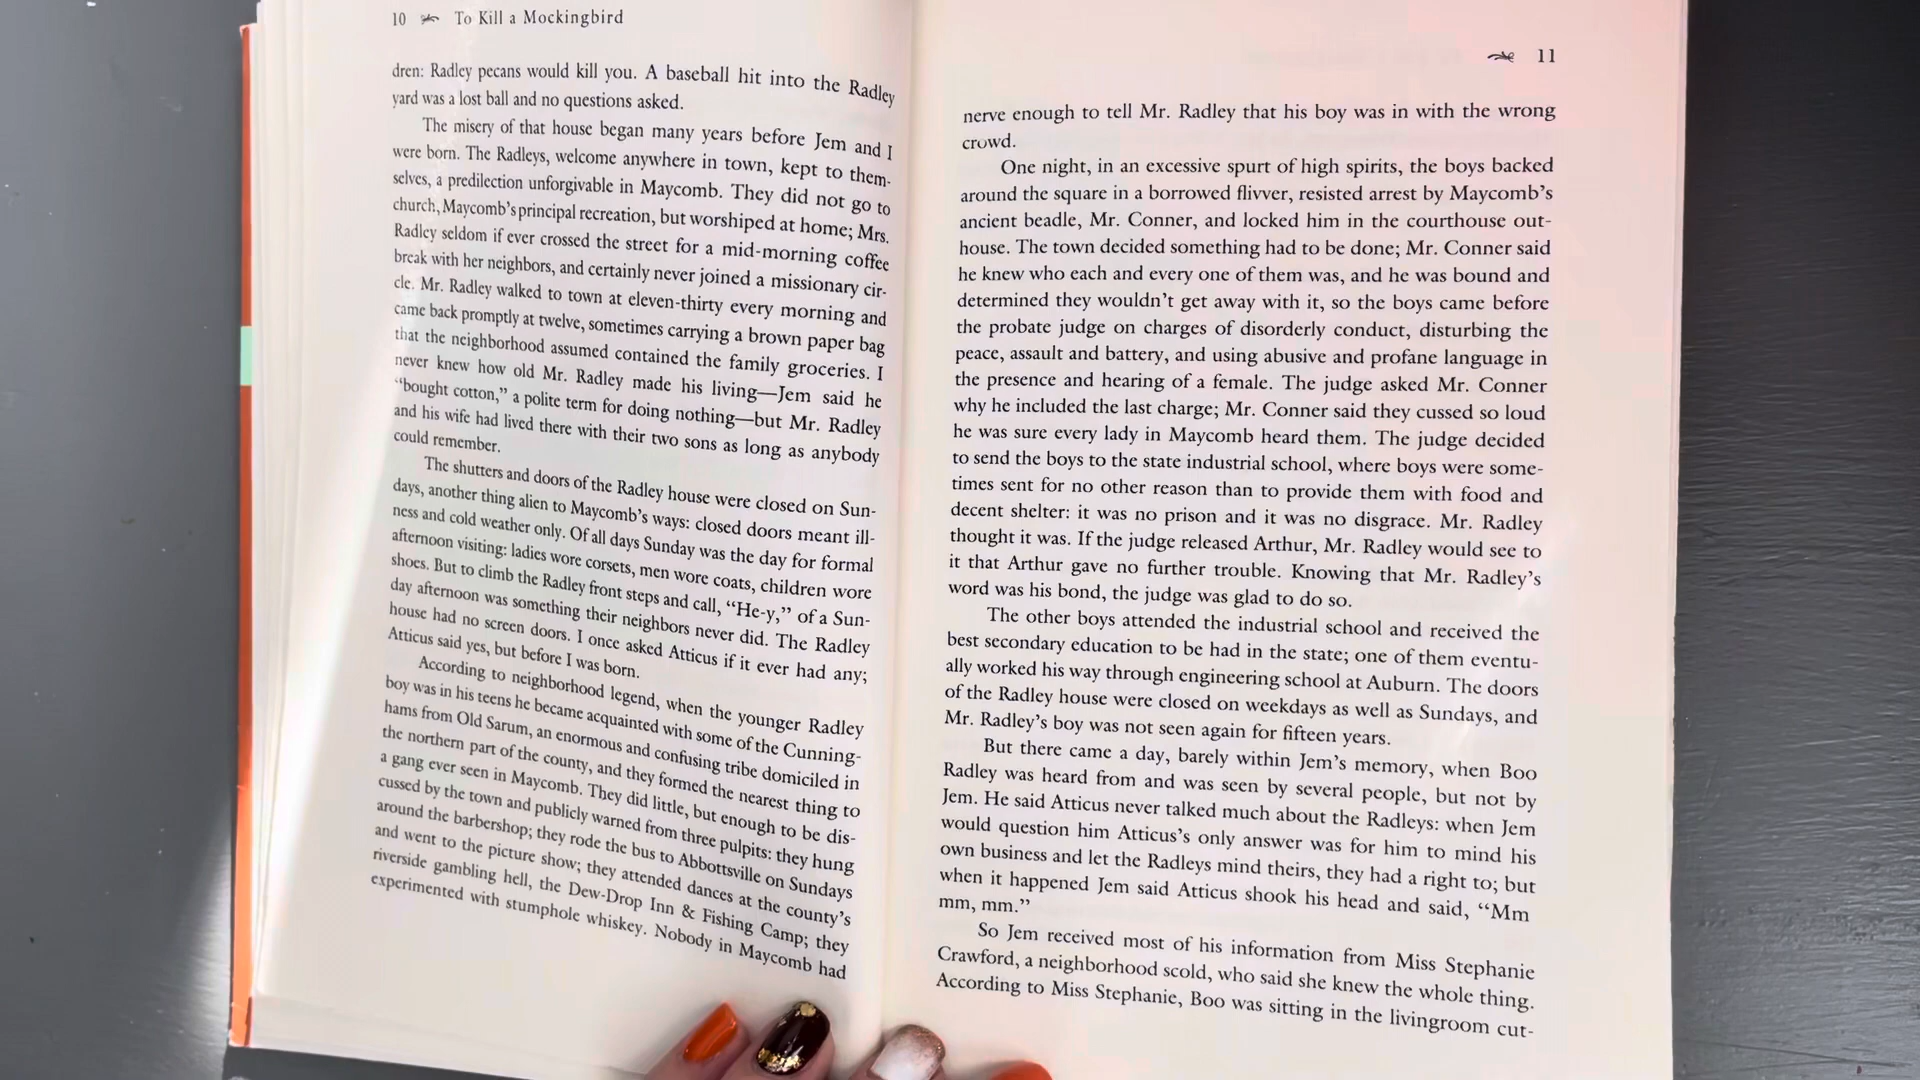 10 To Kill a Mockingbird
dren: Radley pecans would kill you. A baseball hit into the Radley
yard was a lost ball and no questions asked.
The misery of that house began many years before Jem and I
were born. The Radleys, welcome anywhere in town, kept to them-
selves, a predilection unforgivable in Maycomb. They did not go to
church, Maycomb's principal recreation, but worshiped at home; Mrs.
Radley seldom if ever crossed the street for a mid-morning coffee
break with her neighbors, and certainly never joined a missionary cir-
cle. Mr. Radley walked to town at eleven-thirty every morning and
came back promptly at twelve, sometimes carrying a brown paper bag
that the neighborhood assumed contained the family groceries. I
never knew how old Mr. Radley made his living—Jem said he
“bought cotton,” a polite term for doing nothing—but Mr. Radley
and his wife had lived there with their two sons as long as anybody
could remember.
The shutters and doors of the Radley house were closed on Sun-
days, another thing alien to Maycomb's ways: closed doors meant ill-
ness and cold weather only. Of all days Sunday was the day for formal
afternoon visiting: ladies wore corsets, men wore coats, children wore
shoes. But to climb the Radley front steps and call, “He-y,” of a Sun-
day afternoon was something their neighbors never did. The Radley
house had no screen doors. I once asked Atticus if it ever had any;
Atticus said yes, but before I was born.
According to neighborhood legend, when the younger Radley
boy was in his teens he became acquainted with some of the Cunning-
hams from Old Sarum, an enormous and confusing tribe domiciled in
the northern part of the county, and they formed the nearest thing to
a gang ever seen in Maycomb. They did little, but enough to be dis-
cussed by the town and publicly warned from three pulpits: they hung
around the barbershop; they rode the bus to Abbottsville on Sundays
and went to the picture show; they attended dances at the county's
riverside gambling hell, the Dew-Drop Inn & Fishing Camp; they
experimented with stumphole whiskey. Nobody in Maycomb had
11
nerve enough to tell Mr. Radley that his boy was in with the wrong
crowd.
One night, in an excessive spurt of high spirits, the boys backed
around the square in a borrowed flivver, resisted arrest by Maycomb's
ancient beadle, Mr. Conner, and locked him in the courthouse out-
house. The town decided something had to be done; Mr. Conner said
he knew who each and every one of them was, and he was bound and
determined they wouldn't get away with it, so the boys came before
the probate judge on charges of disorderly conduct, disturbing the
peace, assault and battery, and using abusive and profane language in
the presence and hearing of a female. The judge asked Mr. Conner
why he included the last charge; Mr. Conner said they cussed so loud
he was sure every lady in Maycomb heard them. The judge decided
to send the boys to the state industrial school, where boys were some-
times sent for no other reason than to provide them with food and
decent shelter: it was no prison and it was no disgrace. Mr. Radley
thought it was. If the judge released Arthur, Mr. Radley would see to
it that Arthur gave no further trouble. Knowing that Mr. Radley's
word was his bond, the judge was glad to do so.
The other boys attended the industrial school and received the
best secondary education to be had in the state; one of them eventu-
ally worked his way through engineering school at Auburn. The doors
of the Radley house were closed on weekdays as well as Sundays, and
Mr. Radley's boy was not seen again for fifteen years.
But there came a day, barely within Jem's memory, when Boo
Radley was heard from and was seen by several people, but not by
Jem. He said Atticus never talked much about the Radleys: when Jem
would question him Atticus's only answer was for him to mind his
own business and let the Radleys mind theirs, they had a right to; but
when it happened Jem said Atticus shook his head and said, “Mm
mm, mm.”
So Jem received most of his information from Miss Stephanie
Crawford, a neighborhood scold, who said she knew the whole thing.
According to Miss Stephanie, Boo was sitting in the livingroom cut-